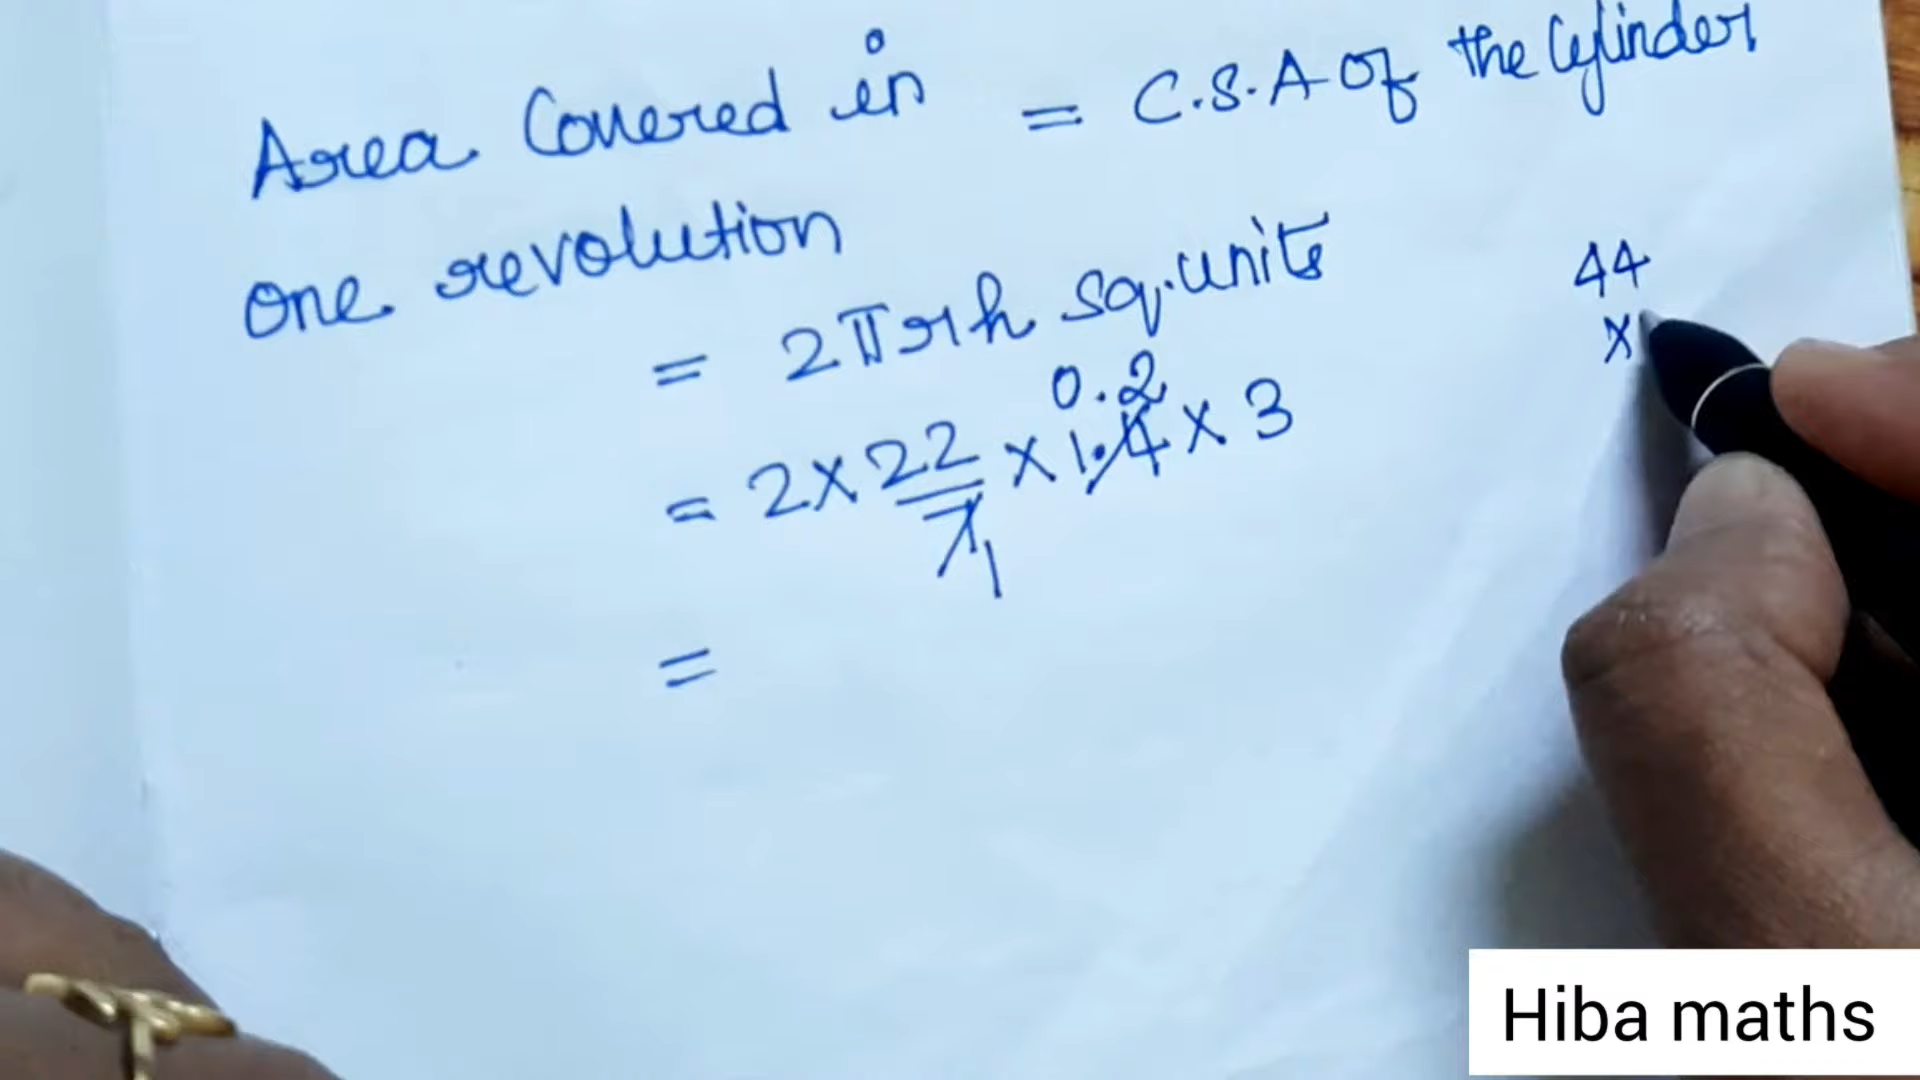 Area Covered in = C.S.A Of the Cylinder
One revolution
= 2πrh sq.units
0.2
= 2 × 22/7 × 1.4 × 3
1
=
44
×
Hiba maths